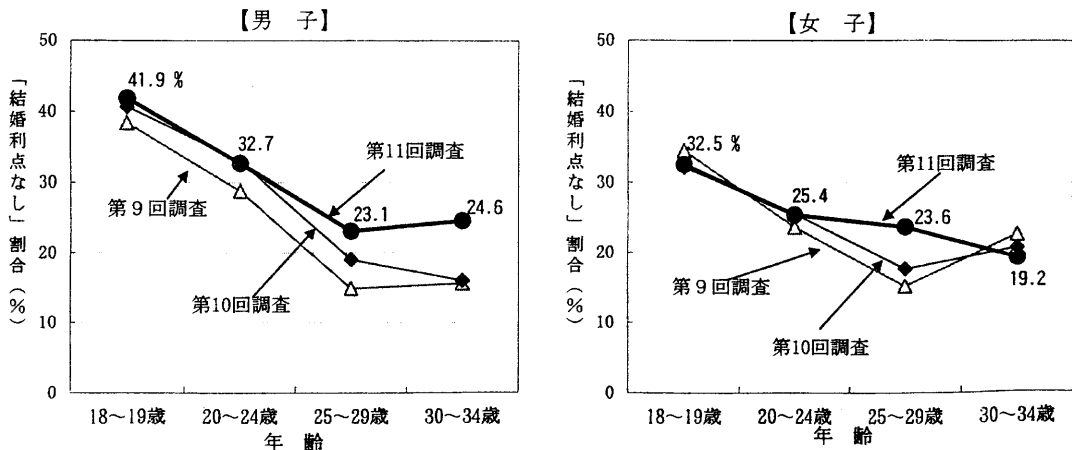 【男　子】
「結婚利点なし」割合（％）
50
40
30
20
10
0
41.9 %
32.7
23.1
24.6
第11回調査
第９回調査
第10回調査
18～19歳 20～24歳 25～29歳 30～34歳
年　齢
【女　子】
「結婚利点なし」割合（％）
50
40
30
20
10
0
32.5 %
25.4
23.6
19.2
第11回調査
第９回調査
第10回調査
18～19歳 20～24歳 25～29歳 30～34歳
年　齢